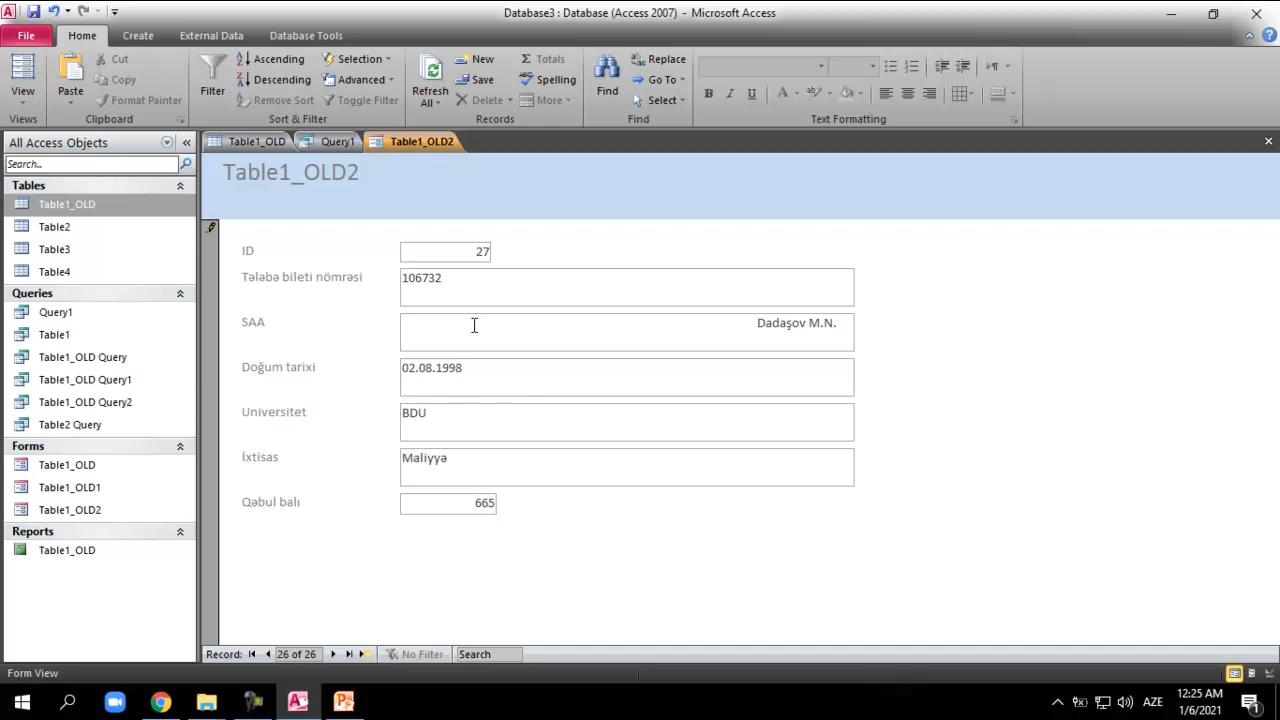 Database3 : Database (Access 2007) - Microsoft Access
File Home Create External Data Database Tools
View
Views
Paste
Cut
Copy
Format Painter
Clipboard
Filter
Ascending
Descending
Remove Sort
Selection
Advanced
Toggle Filter
Sort & Filter
Refresh
All
New
Save
Delete
Totals
Spelling
More
Records
Find
Replace
Go To
Select
Find
B I U A
Text Formatting
All Access Objects
Search...
Tables
Table1_OLD
Table2
Table3
Table4
Queries
Query1
Table1
Table1_OLD Query
Table1_OLD Query1
Table1_OLD Query2
Table2 Query
Forms
Table1_OLD
Table1_OLD1
Table1_OLD2
Reports
Table1_OLD
Table1_OLD Query1 Table1_OLD2
Table1_OLD2
ID 27
Tələbə bileti nömrəsi 106732
SAA Dadaşov M.N.
Doğum tarixi 02.08.1998
Universitet BDU
İxtisas Maliyyə
Qəbul balı 665
Record: 26 of 26 No Filter Search
Form View
AZE
12:25 AM
1/6/2021
1